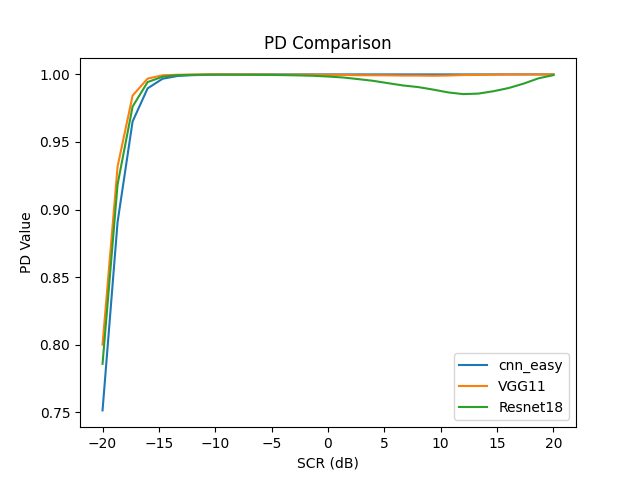 PD Comparison
PD Value
1.00
0.95
0.90
0.85
0.80
0.75
−20 −15 −10 −5 0 5 10 15 20
SCR (dB)
cnn_easy
VGG11
Resnet18